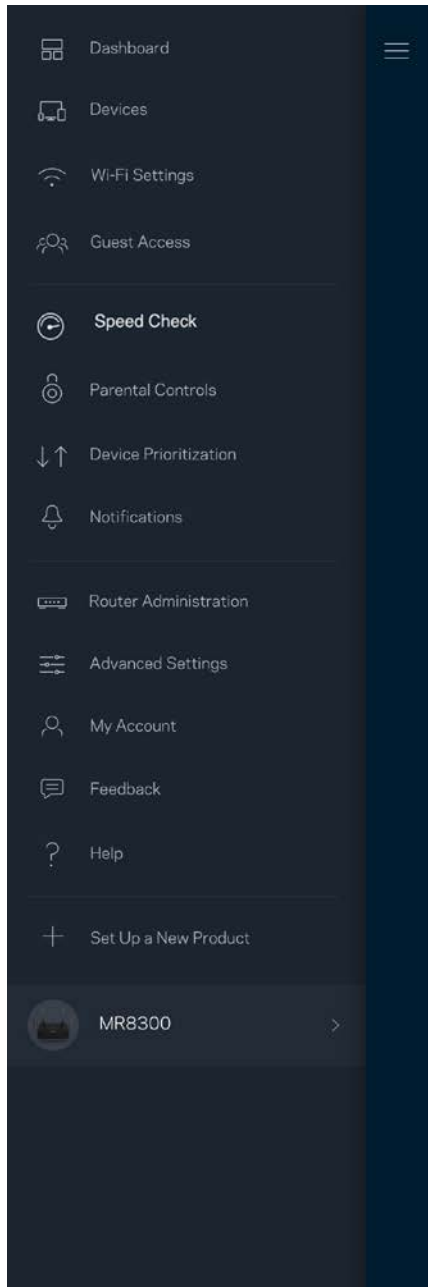 Dashboard
Devices
Wi-Fi Settings
Guest Access
Speed Check
Parental Controls
Device Prioritization
Notifications
Router Administration
Advanced Settings
My Account
Feedback
Help
Set Up a New Product
MR8300